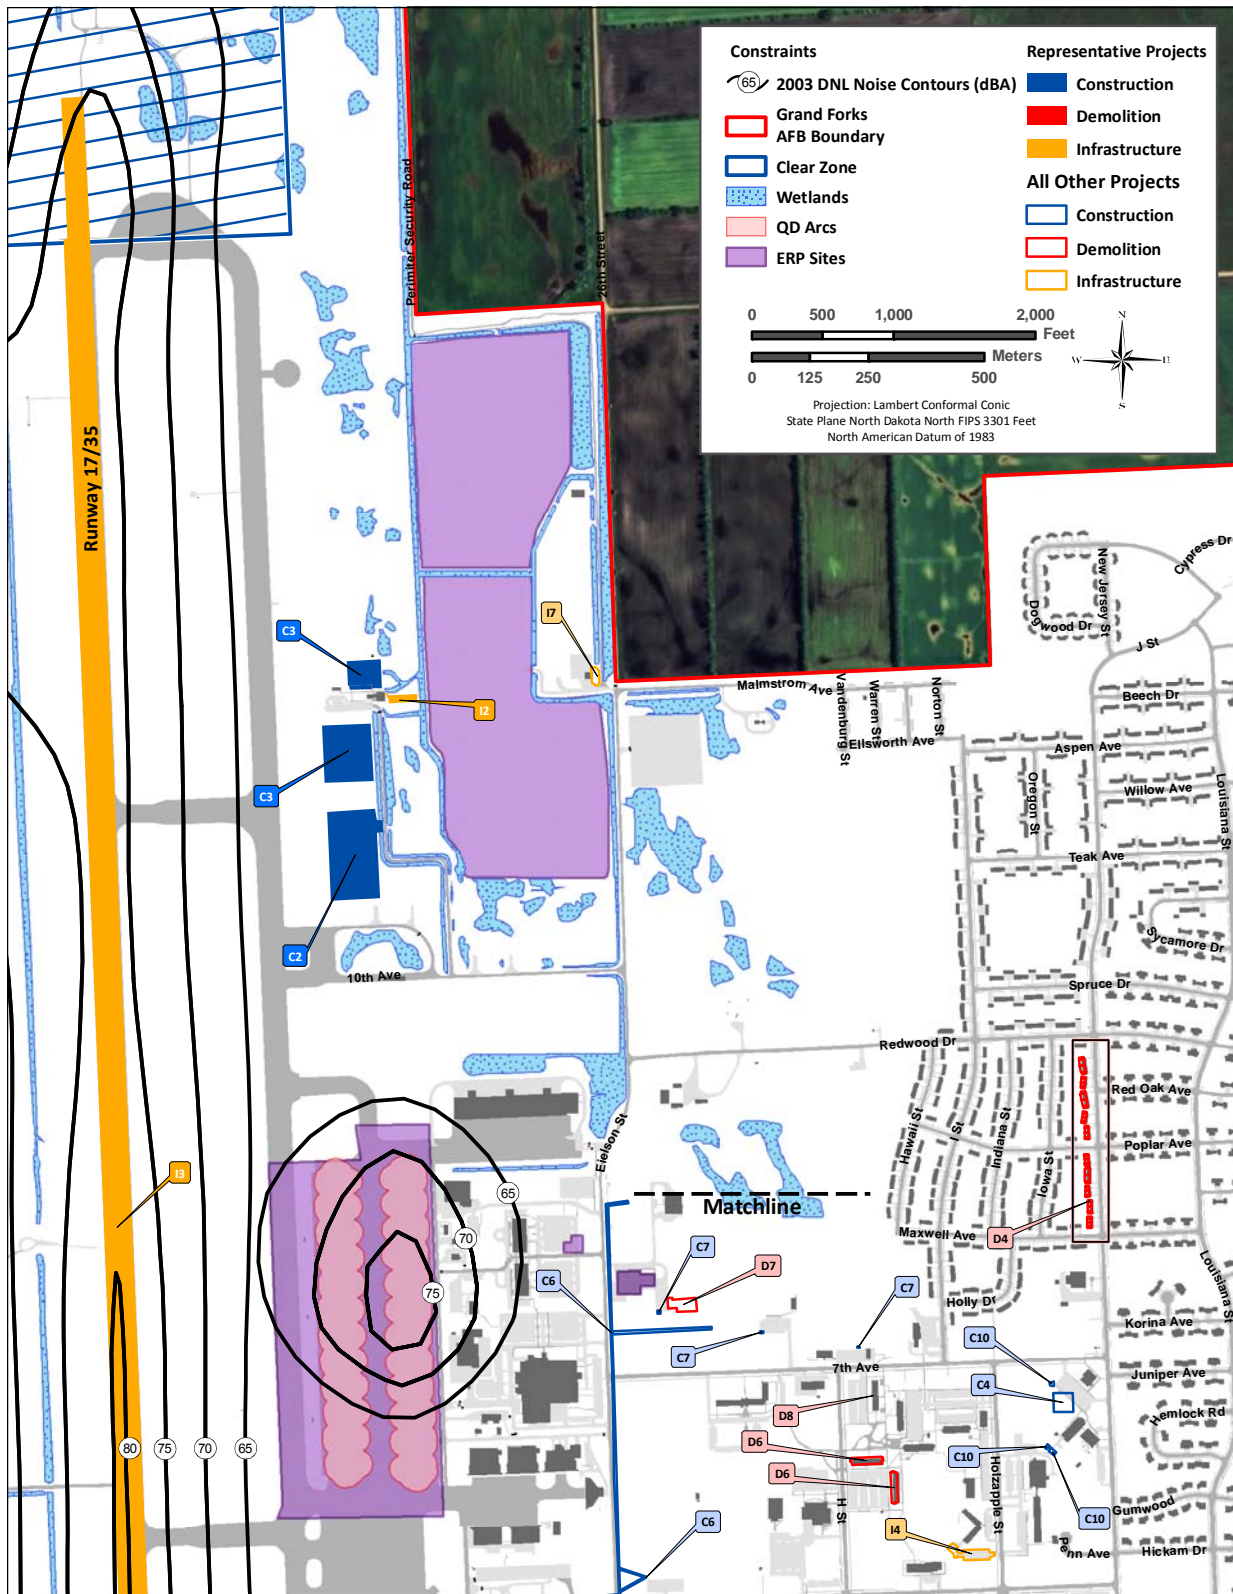 Constraints
65 2003 DNL Noise Contours (dBA)
Grand Forks
AFB Boundary
Clear Zone
Wetlands
QD Arcs
ERP Sites
Representative Projects
Construction
Demolition
Infrastructure
All Other Projects
Construction
Demolition
Infrastructure
0 500 1,000 2,000
Feet
Meters
0 125 250 500
N
W E
S
Projection: Lambert Conformal Conic
State Plane North Dakota North FIPS 3301 Feet
North American Datum of 1983
Perimiter Security Road
26th Street
Runway 17/35
Cypress Dr
New Jersey St
Dogwood Dr
J St
I7
C3
I2
C3
C2
Malmstrom Ave
Vandenburg St
Warren St
Norton St
Ellsworth Ave
Beech Dr
Aspen Ave
Oregon St
Willow Ave
Louisiana St
Teak Ave
Sycamore Dr
10th Ave
Spruce Dr
Redwood Dr
Red Oak Ave
Hawaii St
I St
Indiana St
Iowa St
Poplar Ave
Eielson St
I3
65
70
75
Matchline
Maxwell Ave
D4
C7
D7
C6
C7
C7
Holly Dr
Louisiana St
Korina Ave
C10
7th Ave
C4
Juniper Ave
D8
Hemlock Rd
D6
C10
D6
80
75
70
65
H St
Holzapple St
C10
Gumwood
C6
I4
Penn Ave
Hickam Dr